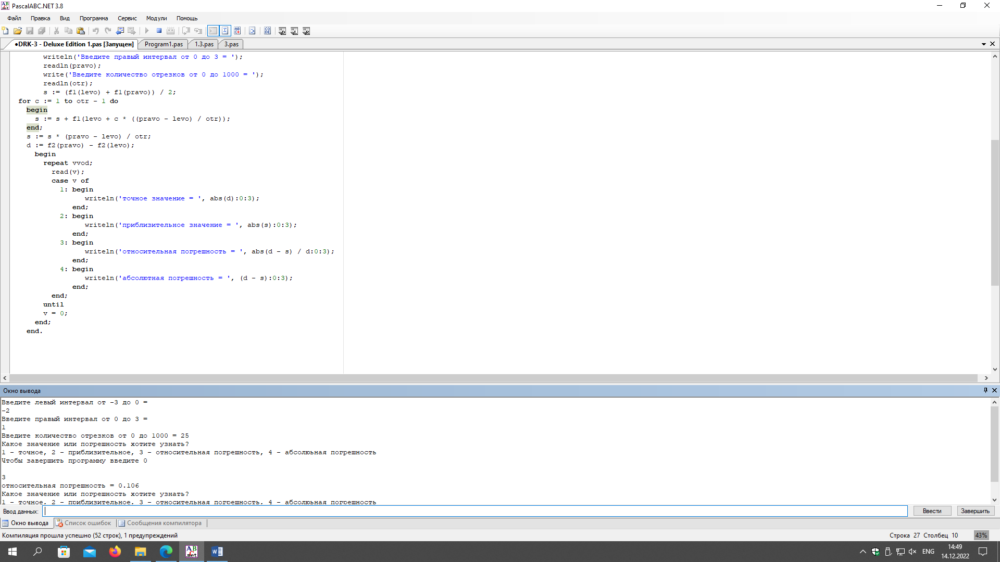 PascalABC.NET 3.8
Файл Правка Вид Программа Сервис Модули Помощь
•DRK-3 - Deluxe Edition 1.pas [Запущен] Program1.pas 1.3.pas 3.pas
writeln('Введите правый интервал от 0 до 3 = ');
readln(pravo);
write('Введите количество отрезков от 0 до 1000 = ');
readln(otr);
s := (f1(levo) + f1(pravo)) / 2;
for c := 1 to otr - 1 do
begin
s := s + f1(levo + c * ((pravo - levo) / otr));
end;
s := s * (pravo - levo) / otr;
d := f2(pravo) - f2(levo);
begin
repeat vvod;
read(v);
case v of
1: begin
writeln('точное значение = ', abs(d):0:3);
end;
2: begin
writeln('приблизительное значение = ', abs(s):0:3);
end;
3: begin
writeln('относительная погрешность = ', abs(d - s) / d:0:3);
end;
4: begin
writeln('абсолютная погрешность = ', (d - s):0:3);
end;
end;
until
v = 0;
end;
end.
Окно вывода
Введите левый интервал от -3 до 0 =
-2
Введите правый интервал от 0 до 3 =
1
Введите количество отрезков от 0 до 1000 = 25
Какое значение или погрешность хотите узнать?
1 - точное, 2 - приблизительное, 3 - относительная погрешность, 4 - абсолюьная погрешность
Чтобы завершить программу введите 0
3
относительная погрешность = 0.106
Какое значение или погрешность хотите узнать?
1 - точное, 2 - приблизительное, 3 - относительная погрешность, 4 - абсолюьная погрешность
Ввод данных: Ввести Завершить
Окно вывода Список ошибок Сообщения компилятора
Компиляция прошла успешно (52 строк), 1 предупреждений Строка 27 Столбец 10 43%
ENG 14:49
14.12.2022